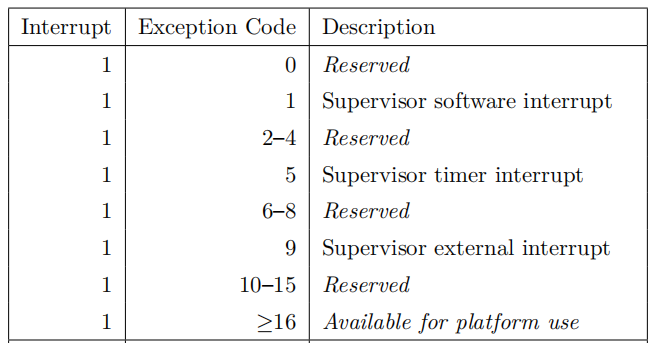 Interrupt Exception Code Description
1 0 Reserved
1 1 Supervisor software interrupt
1 2–4 Reserved
1 5 Supervisor timer interrupt
1 6–8 Reserved
1 9 Supervisor external interrupt
1 10–15 Reserved
1 ≥16 Available for platform use